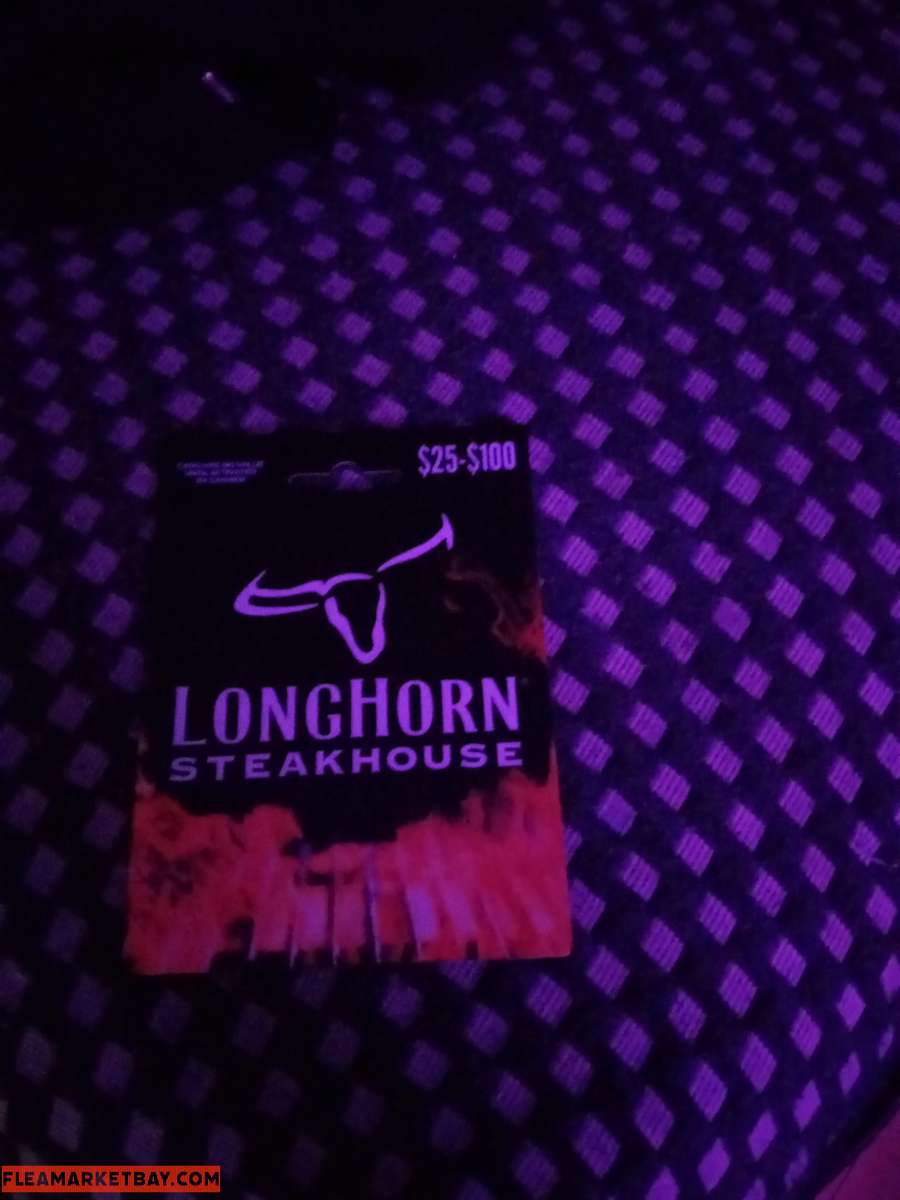 $25-$100
LONGHORN
STEAKHOUSE
FLEAMARKETBAY.COM